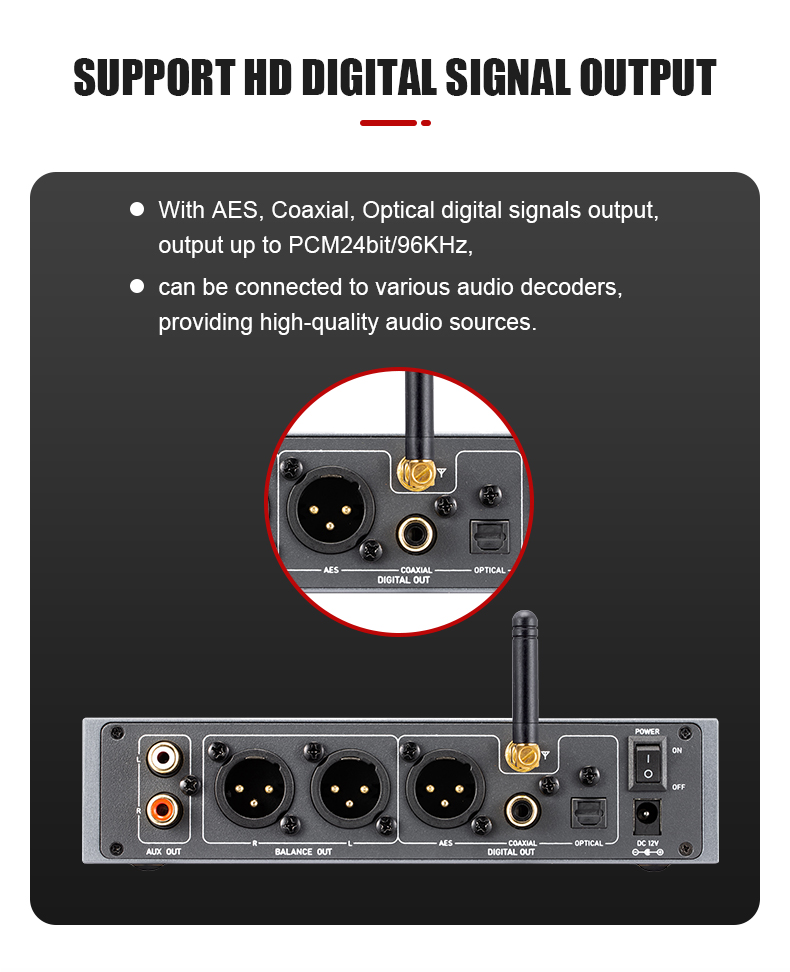 SUPPORT HD DIGITAL SIGNAL OUTPUT
With AES, Coaxial, Optical digital signals output,
output up to PCM24bit/96KHz,
can be connected to various audio decoders,
providing high-quality audio sources.
AES
COAXIAL
OPTICAL
DIGITAL OUT
POWER
ON
OFF
L
R
AUX OUT
R
L
BALANCE OUT
AES
COAXIAL
OPTICAL
DIGITAL OUT
DC 12V